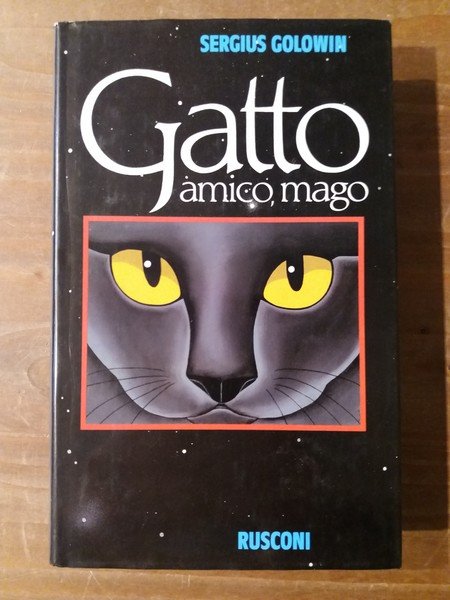 SERGIUS GOLOWIN
Gatto
amico, mago
RUSCONI